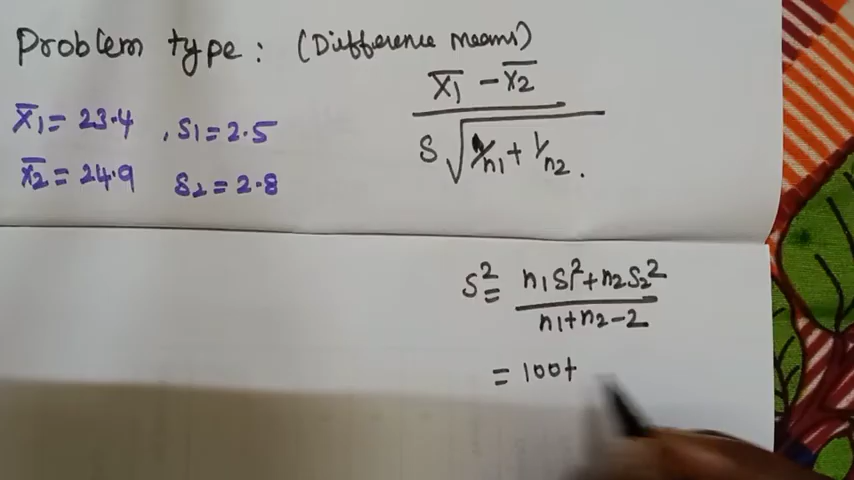 Problem type : (Difference means)
X̅1 = 23.4 , S1 = 2.5
X̅2 = 24.9 S2 = 2.8
X̅1 - X̅2
S √ 1/n1 + 1/n2 .
S² = n1S1² + n2S2²
n1 + n2 - 2
= 100+